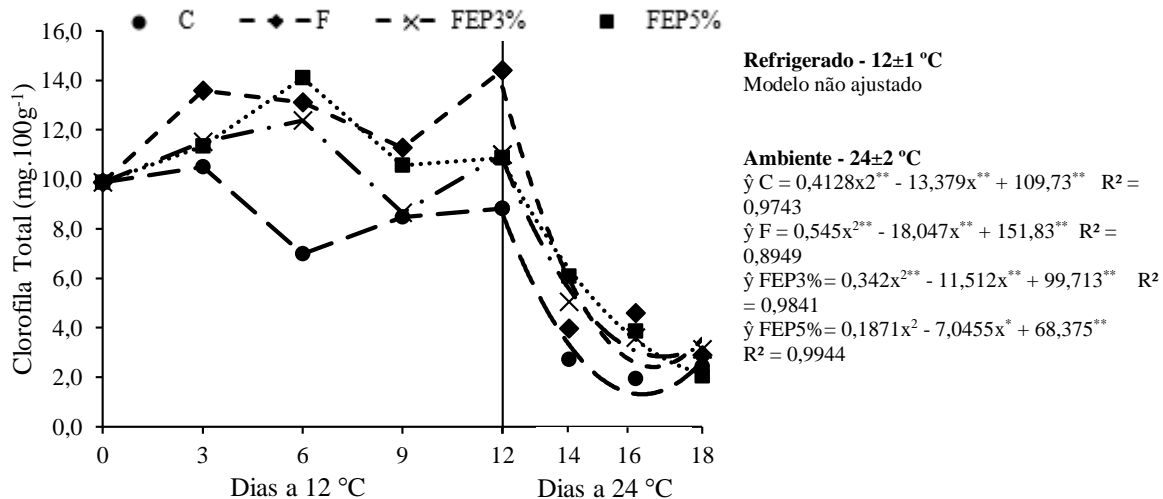 C F FEP3% FEP5%
16,0
14,0
12,0
10,0
8,0
6,0
4,0
2,0
0,0
Clorofila Total (mg.100g⁻¹)
0 3 6 9 12 14 16 18
Dias a 12 °C Dias a 24 °C
Refrigerado - 12±1 ºC
Modelo não ajustado
Ambiente - 24±2 ºC
ŷ C = 0,4128x2** - 13,379x** + 109,73** R² =
0,9743
ŷ F = 0,545x²** - 18,047x** + 151,83** R² =
0,8949
ŷ FEP3%= 0,342x²** - 11,512x** + 99,713** R²
= 0,9841
ŷ FEP5%= 0,1871x² - 7,0455x* + 68,375**
R² = 0,9944